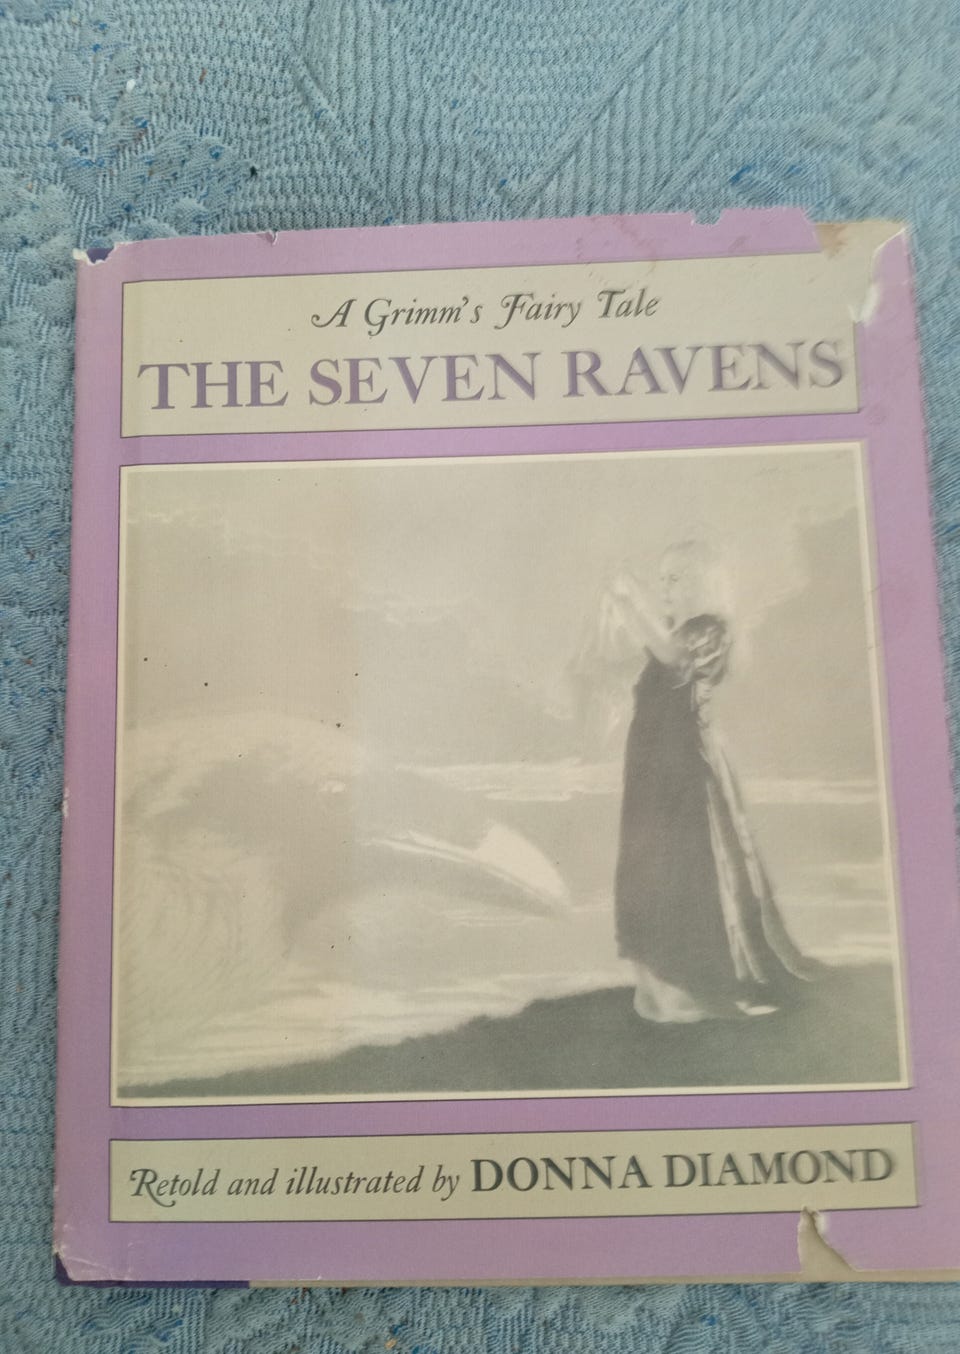 A Grimm's Fairy Tale
THE SEVEN RAVENS
Retold and illustrated by DONNA DIAMOND